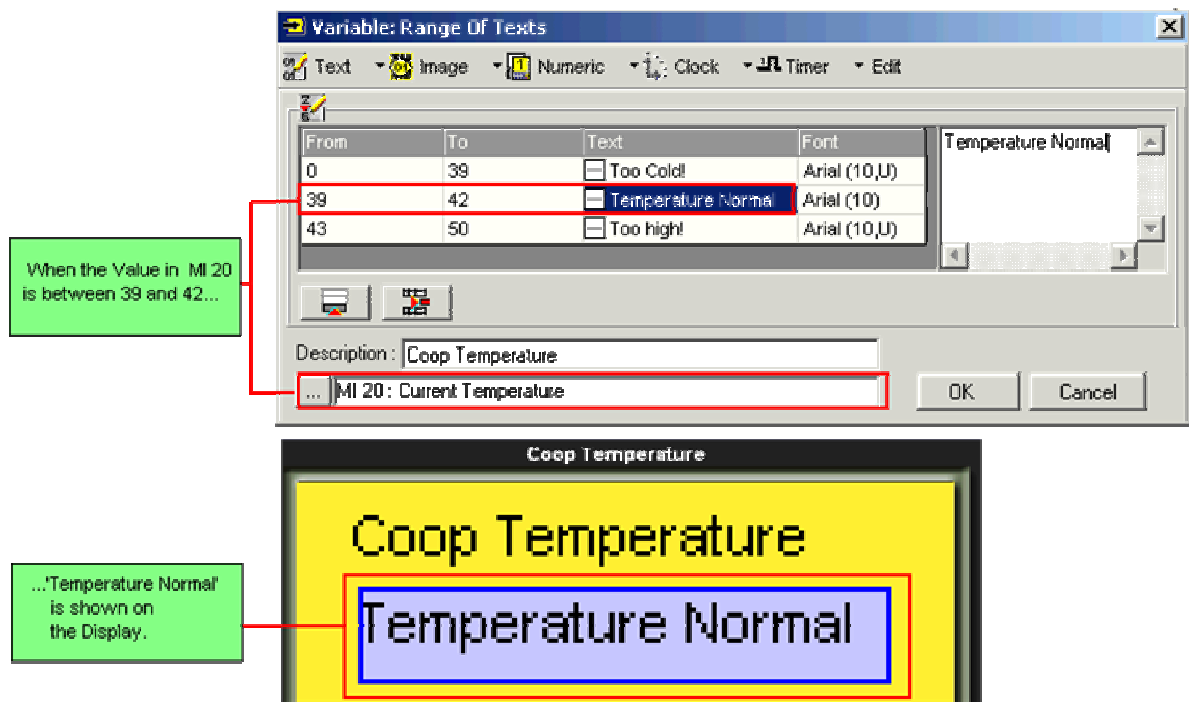 Variable: Range Of Texts
Text Image Numeric Clock Timer Edit
From To Text Font
0 39 Too Cold! Arial (10,U)
39 42 Temperature Normal Arial (10)
43 50 Too high! Arial (10,U)
Temperature Normal
When the Value in MI 20
is between 39 and 42...
Description : Coop Temperature
... MI 20 : Current Temperature
OK Cancel
Coop Temperature
Coop Temperature
Temperature Normal
...'Temperature Normal'
is shown on
the Display.